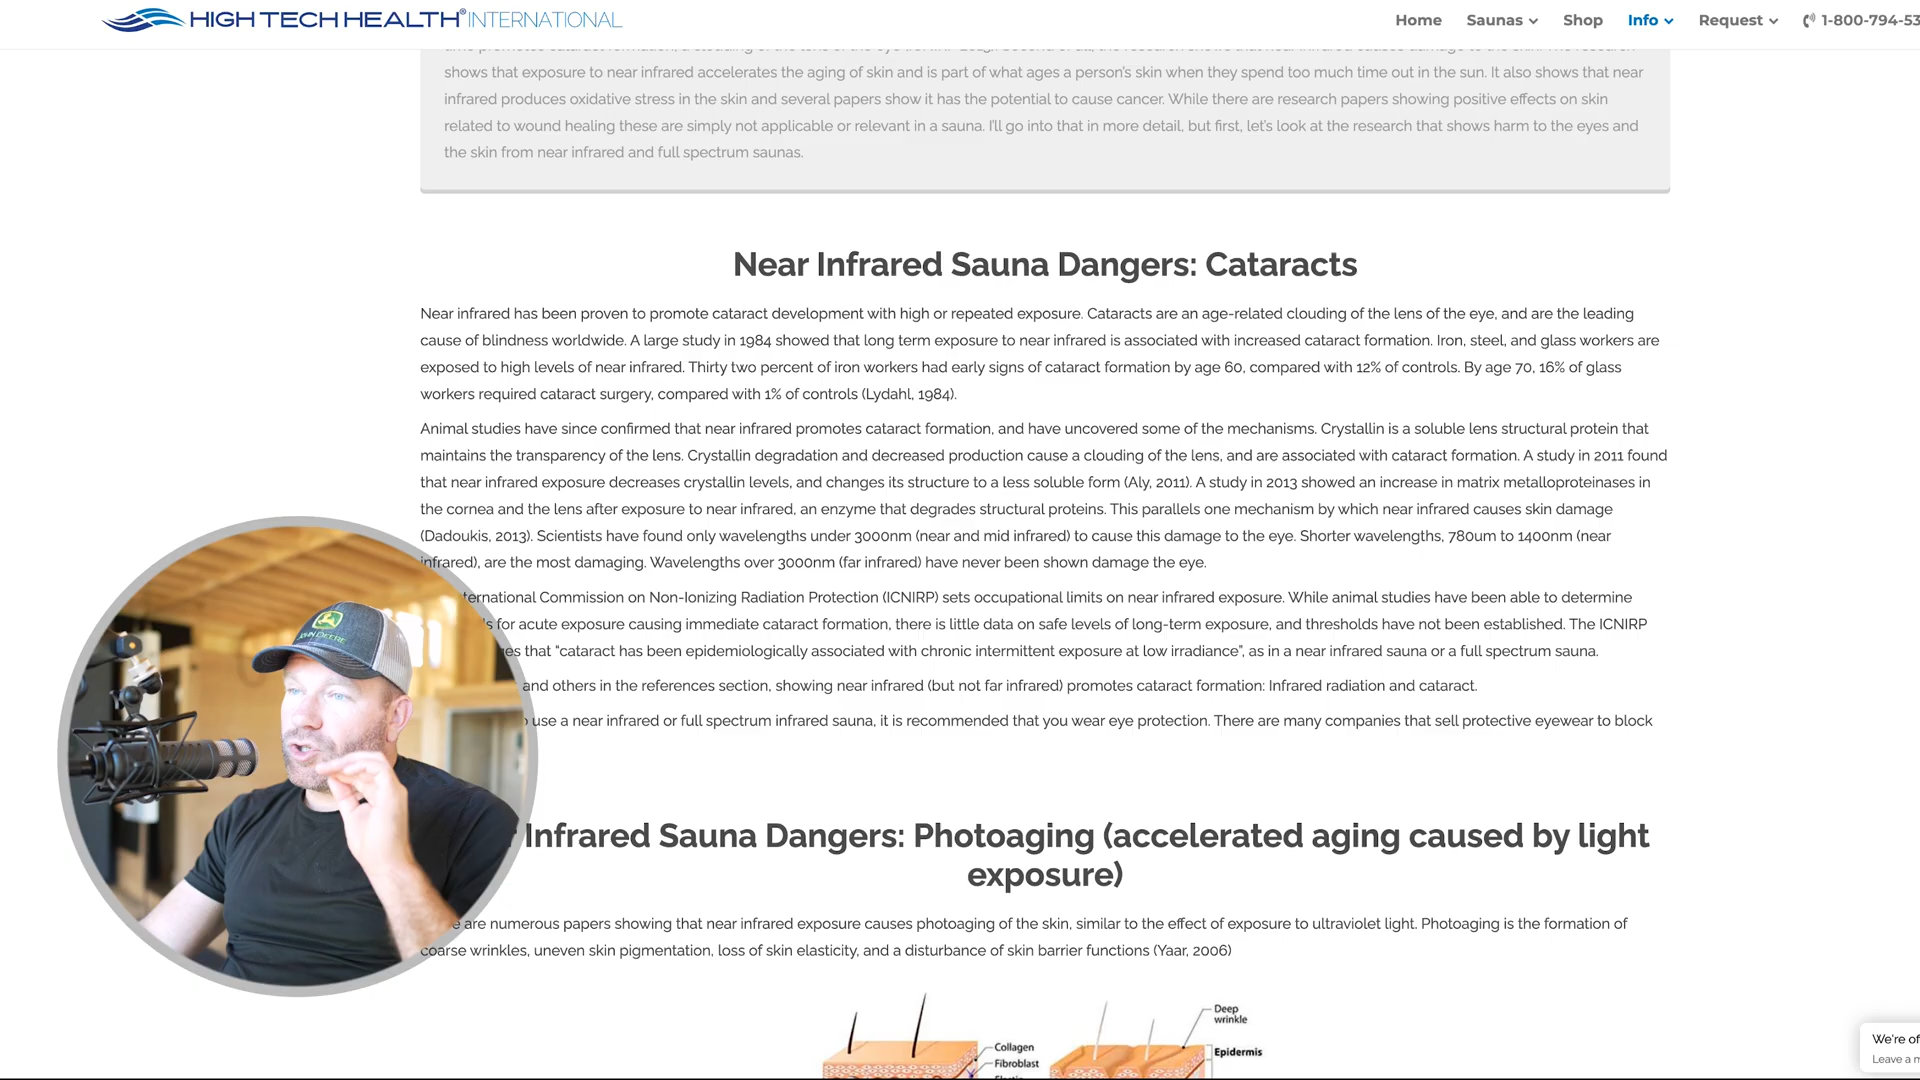 HIGH TECH HEALTH® INTERNATIONAL
Home Saunas Shop Info Request 1-800-794-53
shows that exposure to near infrared accelerates the aging of skin and is part of what ages a person's skin when they spend too much time out in the sun. It also shows that near
infrared produces oxidative stress in the skin and several papers show it has the potential to cause cancer. While there are research papers showing positive effects on skin
related to wound healing these are simply not applicable or relevant in a sauna. I'll go into that in more detail, but first, let's look at the research that shows harm to the eyes and
the skin from near infrared and full spectrum saunas.
Near Infrared Sauna Dangers: Cataracts
Near infrared has been proven to promote cataract development with high or repeated exposure. Cataracts are an age-related clouding of the lens of the eye, and are the leading
cause of blindness worldwide. A large study in 1984 showed that long term exposure to near infrared is associated with increased cataract formation. Iron, steel, and glass workers are
exposed to high levels of near infrared. Thirty two percent of iron workers had early signs of cataract formation by age 60, compared with 12% of controls. By age 70, 16% of glass
workers required cataract surgery, compared with 1% of controls (Lydahl, 1984).
Animal studies have since confirmed that near infrared promotes cataract formation, and have uncovered some of the mechanisms. Crystallin is a soluble lens structural protein that
maintains the transparency of the lens. Crystallin degradation and decreased production cause a clouding of the lens, and are associated with cataract formation. A study in 2011 found
that near infrared exposure decreases crystallin levels, and changes its structure to a less soluble form (Aly, 2011). A study in 2013 showed an increase in matrix metalloproteinases in
the cornea and the lens after exposure to near infrared, an enzyme that degrades structural proteins. This parallels one mechanism by which near infrared causes skin damage
(Dadoukis, 2013). Scientists have found only wavelengths under 3000nm (near and mid infrared) to cause this damage to the eye. Shorter wavelengths, 780um to 1400nm (near
infrared), are the most damaging. Wavelengths over 3000nm (far infrared) have never been shown damage the eye.
ternational Commission on Non-Ionizing Radiation Protection (ICNIRP) sets occupational limits on near infrared exposure. While animal studies have been able to determine
s for acute exposure causing immediate cataract formation, there is little data on safe levels of long-term exposure, and thresholds have not been established. The ICNIRP
es that “cataract has been epidemiologically associated with chronic intermittent exposure at low irradiance”, as in a near infrared sauna or a full spectrum sauna.
and others in the references section, showing near infrared (but not far infrared) promotes cataract formation: Infrared radiation and cataract.
use a near infrared or full spectrum infrared sauna, it is recommended that you wear eye protection. There are many companies that sell protective eyewear to block
JOHN DEERE
Infrared Sauna Dangers: Photoaging (accelerated aging caused by light
exposure)
e are numerous papers showing that near infrared exposure causes photoaging of the skin, similar to the effect of exposure to ultraviolet light. Photoaging is the formation of
coarse wrinkles, uneven skin pigmentation, loss of skin elasticity, and a disturbance of skin barrier functions (Yaar, 2006)
Deep
wrinkle
Collagen
Epidermis
Fibroblast
We're of
Leave a m